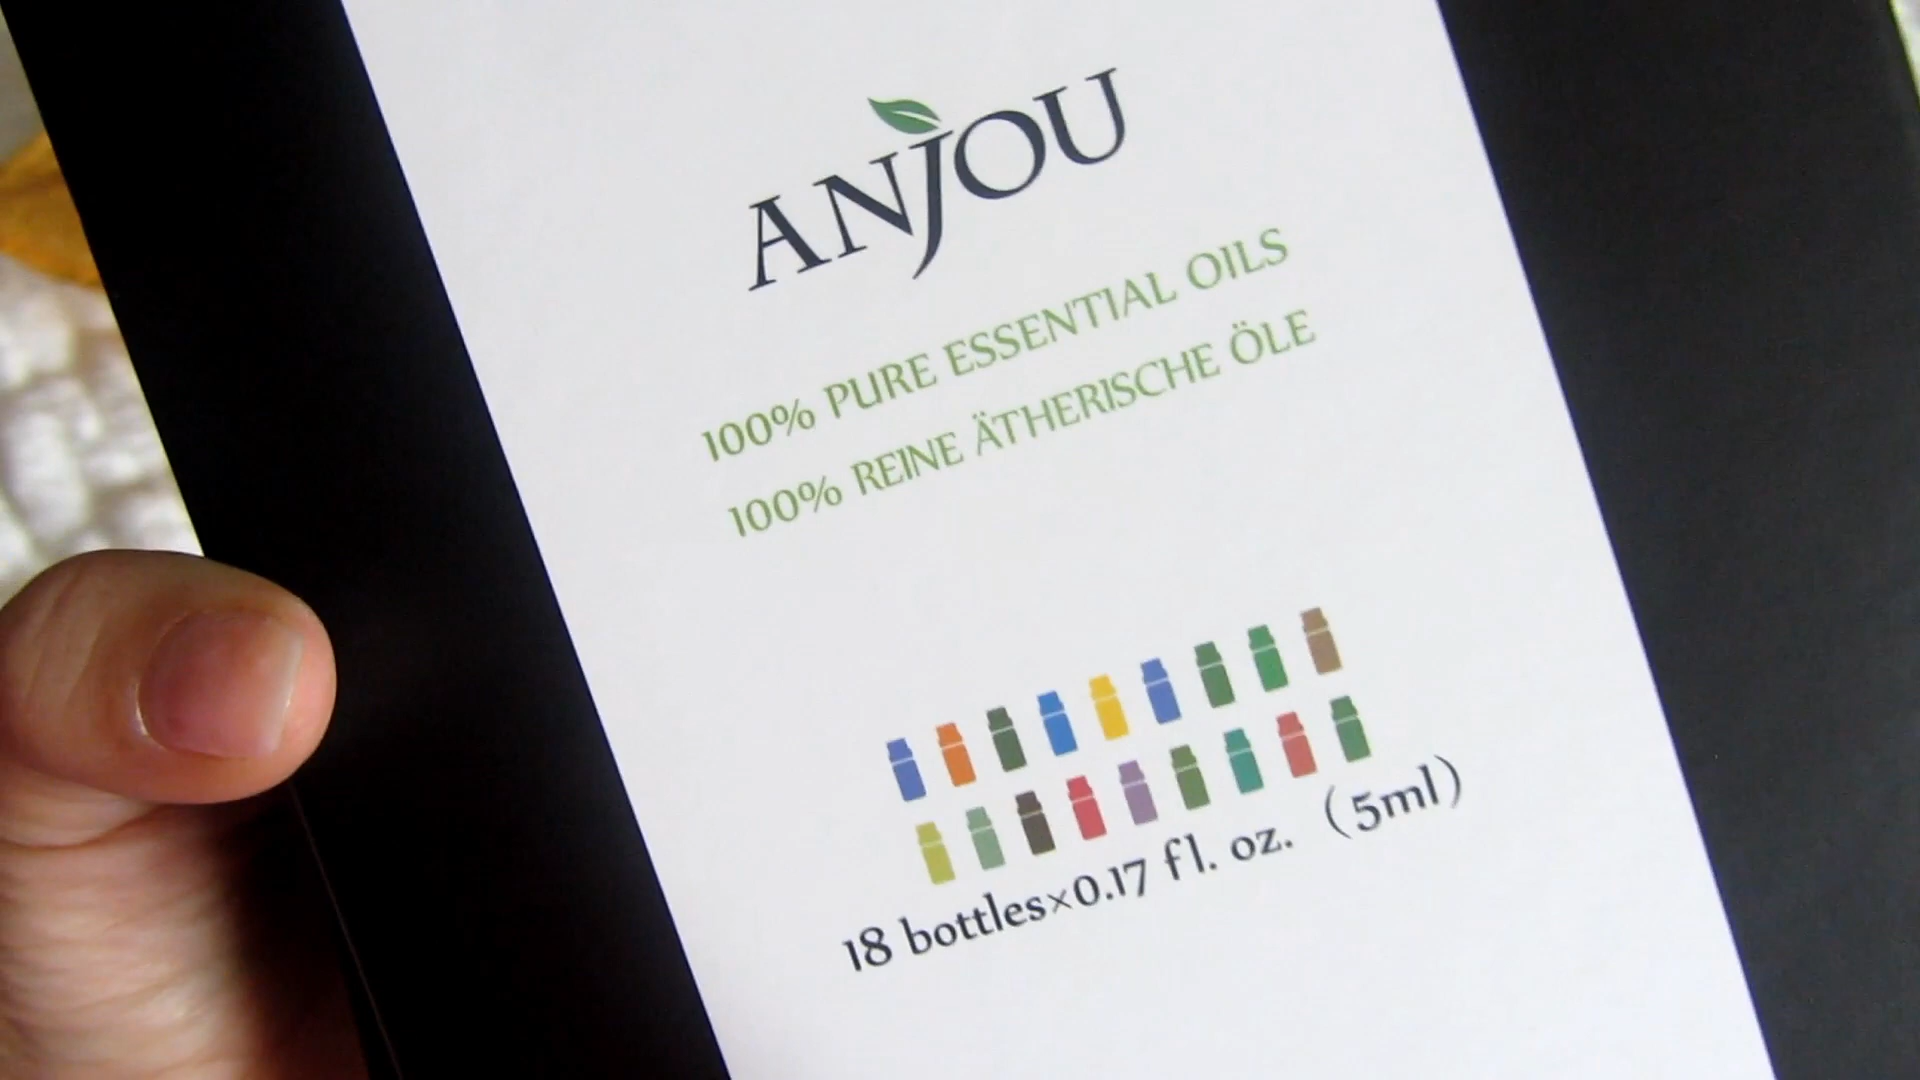 ANJOU
100% PURE ESSENTIAL OILS
100% REINE ÄTHERISCHE ÖLE
18 bottles×0.17 fl. oz. (5ml)